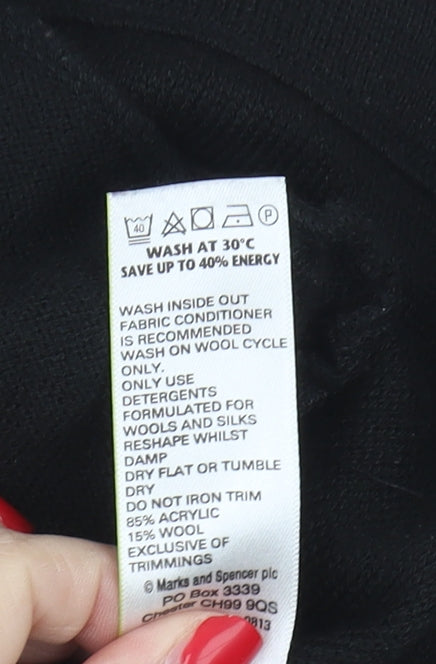 40 P
WASH AT 30°C
SAVE UP TO 40% ENERGY
WASH INSIDE OUT
FABRIC CONDITIONER
IS RECOMMENDED
WASH ON WOOL CYCLE
ONLY.
ONLY USE
DETERGENTS
FORMULATED FOR
WOOLS AND SILKS
RESHAPE WHILST
DAMP
DRY FLAT OR TUMBLE
DRY
DO NOT IRON TRIM
85% ACRYLIC
15% WOOL
EXCLUSIVE OF
TRIMMINGS
© Marks and Spencer plc
PO Box 3339
Chester CH99 9QS